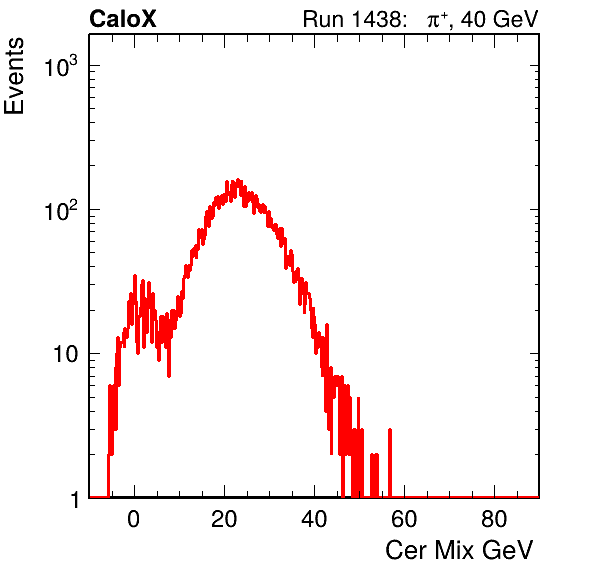 CaloX Run 1438: π⁺, 40 GeV
Events
10³
10²
10
1
0 20 40 60 80
Cer Mix GeV